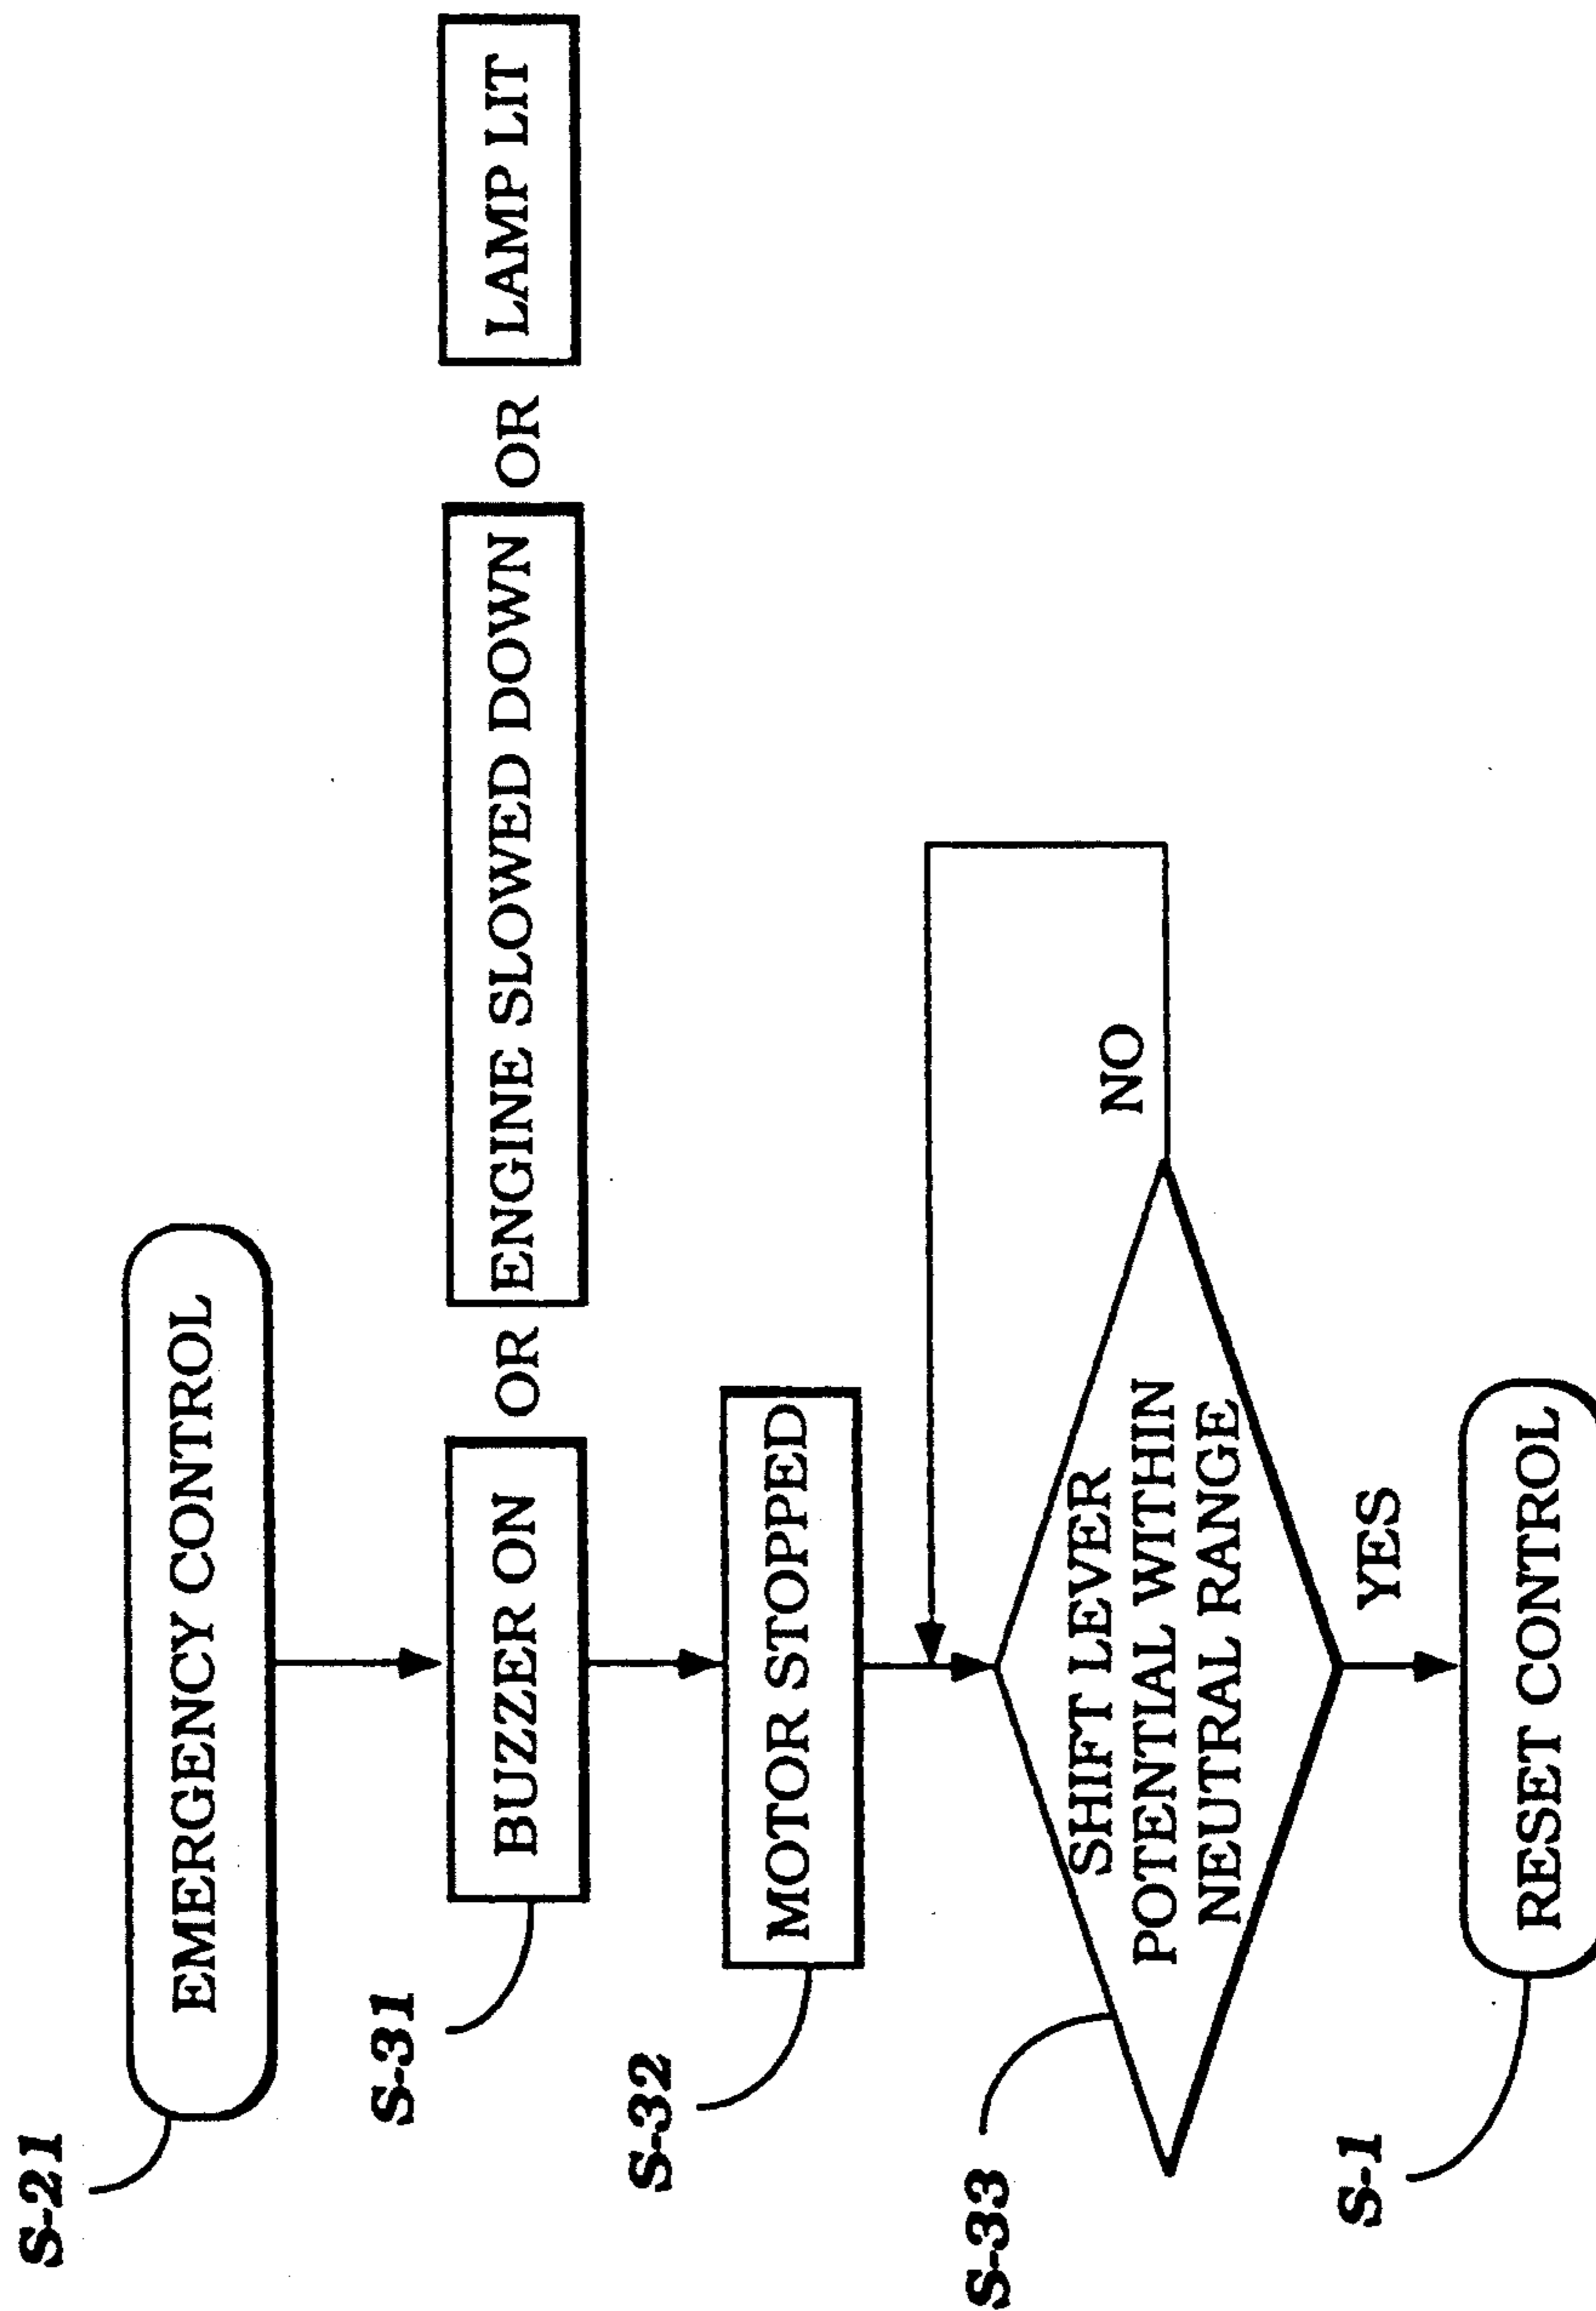 S-21
EMERGENCY CONTROL
S-31
BUZZER ON
OR
ENGINE SLOWED DOWN
OR
LAMP LIT
S-32
MOTOR STOPPED
S-33
SHIFT LEVER
POTENTIAL WITHIN
NEUTRAL RANGE
NO
YES
S-1
RESET CONTROL